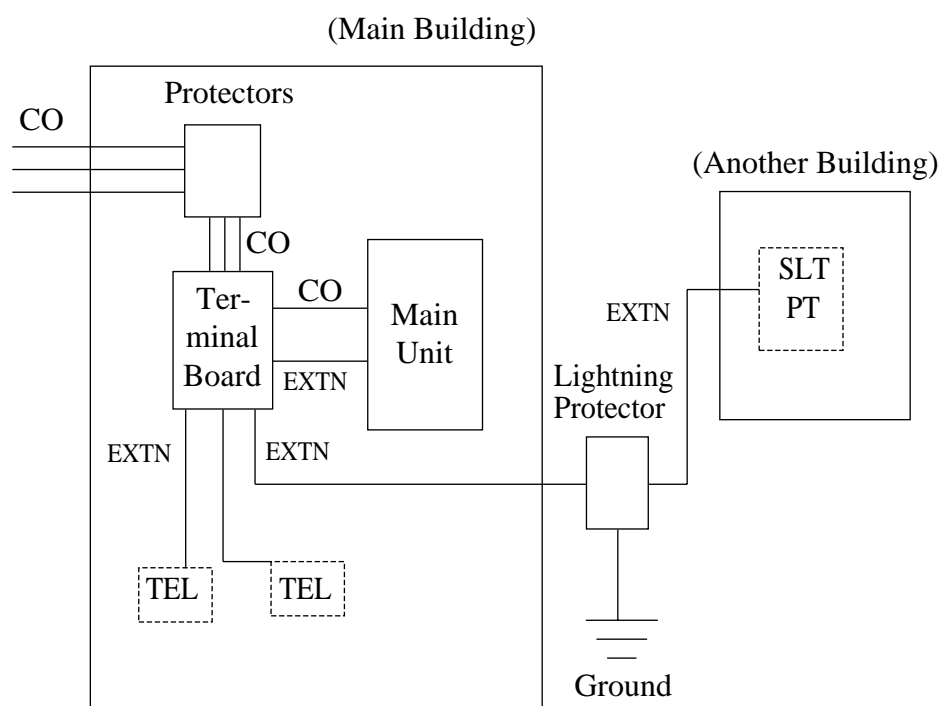 (Main Building)
Protectors
CO
(Another Building)
CO
SLT
PT
CO
EXTN
Ter-
minal
Board
Main
Unit
EXTN
Lightning
Protector
EXTN
EXTN
TEL
TEL
Ground